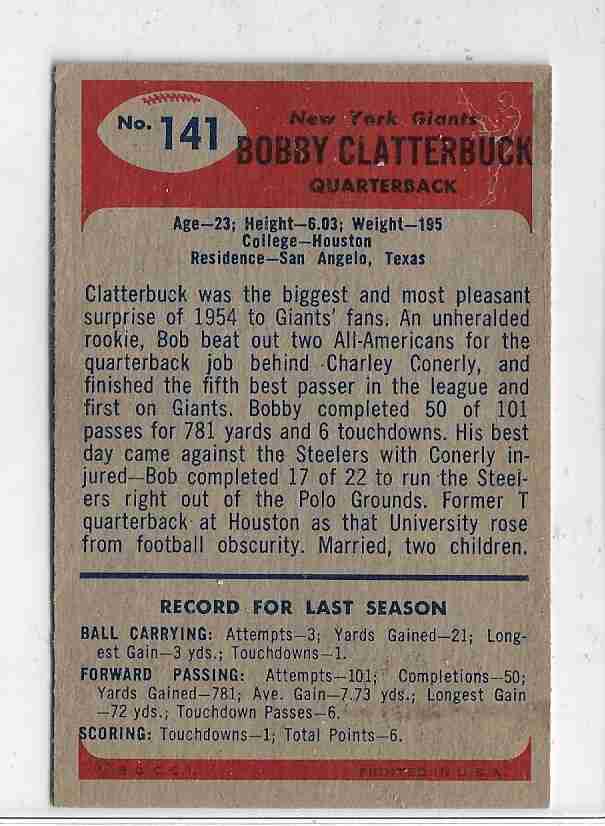 No. 141
New York Giants
BOBBY CLATTERBUCK
QUARTERBACK
Age—23; Height—6.03; Weight—195
College—Houston
Residence—San Angelo, Texas
Clatterbuck was the biggest and most pleasant
surprise of 1954 to Giants' fans. An unheralded
rookie, Bob beat out two All-Americans for the
quarterback job behind Charley Conerly, and
finished the fifth best passer in the league and
first on Giants. Bobby completed 50 of 101
passes for 781 yards and 6 touchdowns. His best
day came against the Steelers with Conerly in-
jured—Bob completed 17 of 22 to run the Steel-
ers right out of the Polo Grounds. Former T
quarterback at Houston as that University rose
from football obscurity. Married, two children.
RECORD FOR LAST SEASON
BALL CARRYING: Attempts—3; Yards Gained—21; Long-
est Gain—3 yds.; Touchdowns—1.
FORWARD PASSING: Attempts—101; Completions—50;
Yards Gained—781; Ave. Gain—7.73 yds.; Longest Gain
—72 yds.; Touchdown Passes—6.
SCORING: Touchdowns—1; Total Points—6.
PRINTED IN U.S.A.